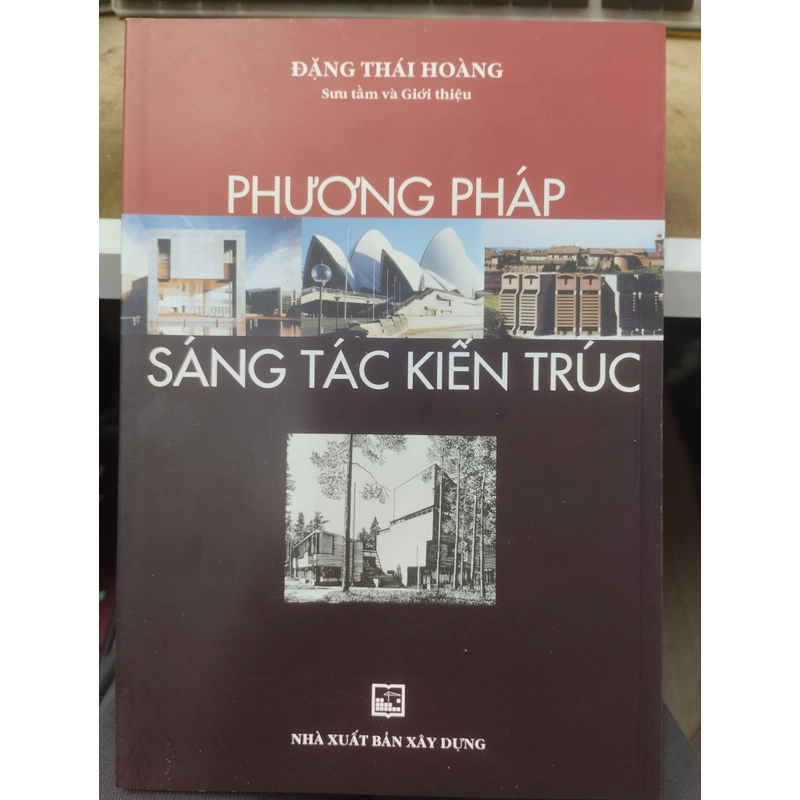 ĐẶNG THÁI HOÀNG
Sưu tầm và Giới thiệu
PHƯƠNG PHÁP
SÁNG TÁC KIẾN TRÚC
NHÀ XUẤT BẢN XÂY DỰNG